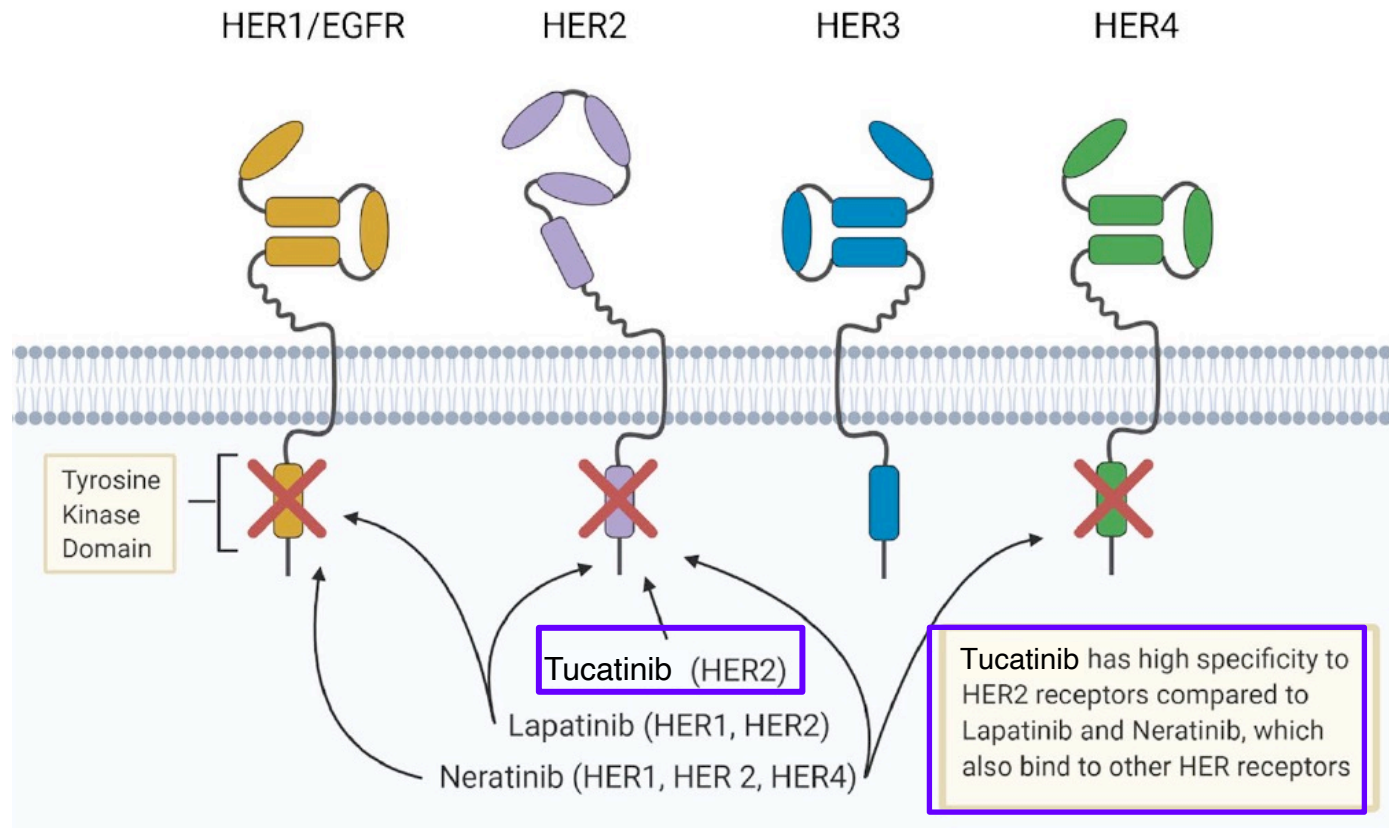 HER1/EGFR
HER2
HER3
HER4
Tyrosine
Kinase
Domain
Tucatinib (HER2)
Lapatinib (HER1, HER2)
Neratinib (HER1, HER 2, HER4)
Tucatinib has high specificity to
HER2 receptors compared to
Lapatinib and Neratinib, which
also bind to other HER receptors